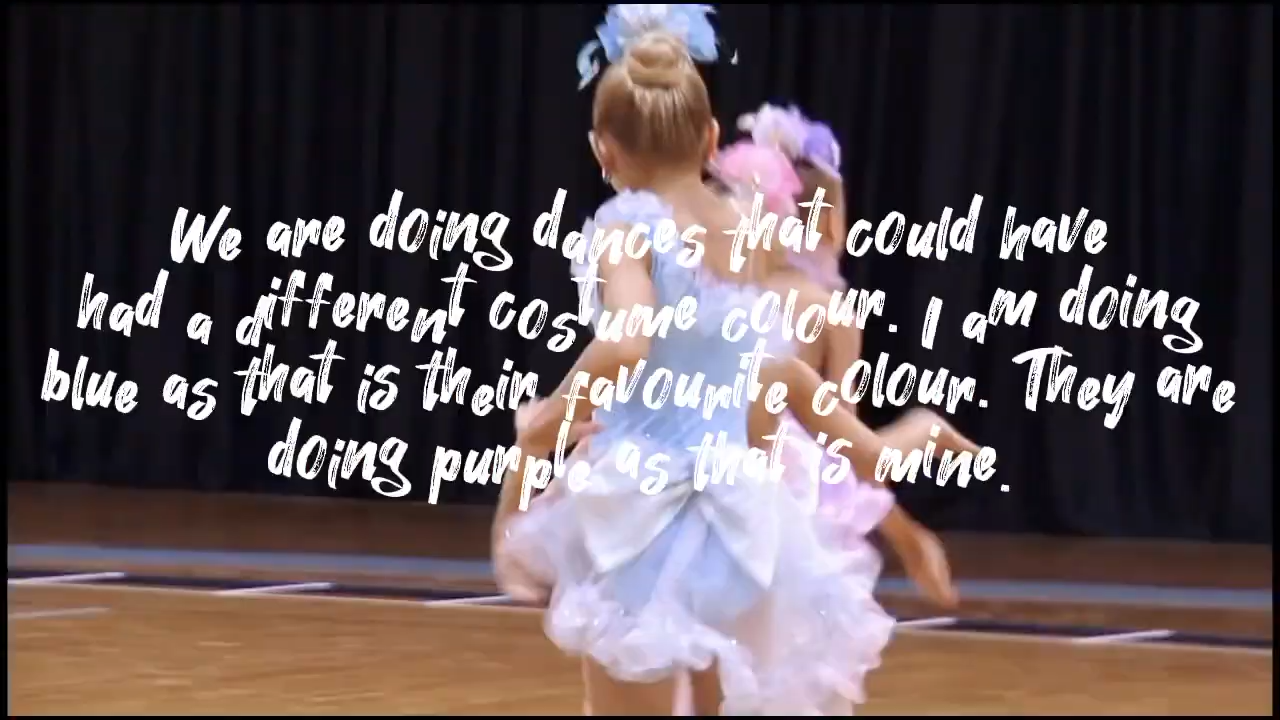 We are doing dances that could have
had a different costume colour. I am doing
blue as that is their favourite colour. They are
doing purple as that is mine.